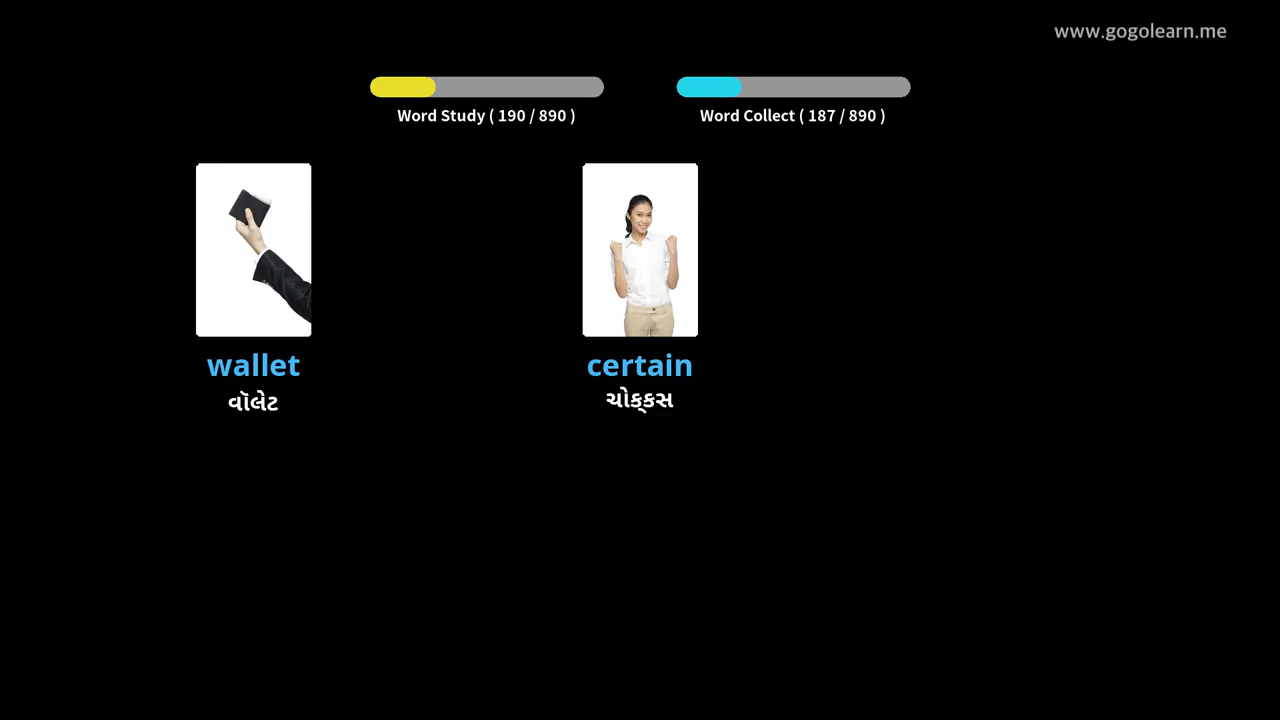 www.gogolearn.me
Word Study ( 190 / 890 )
Word Collect ( 187 / 890 )
wallet
વૉલેટ
certain
ચોક્કસ